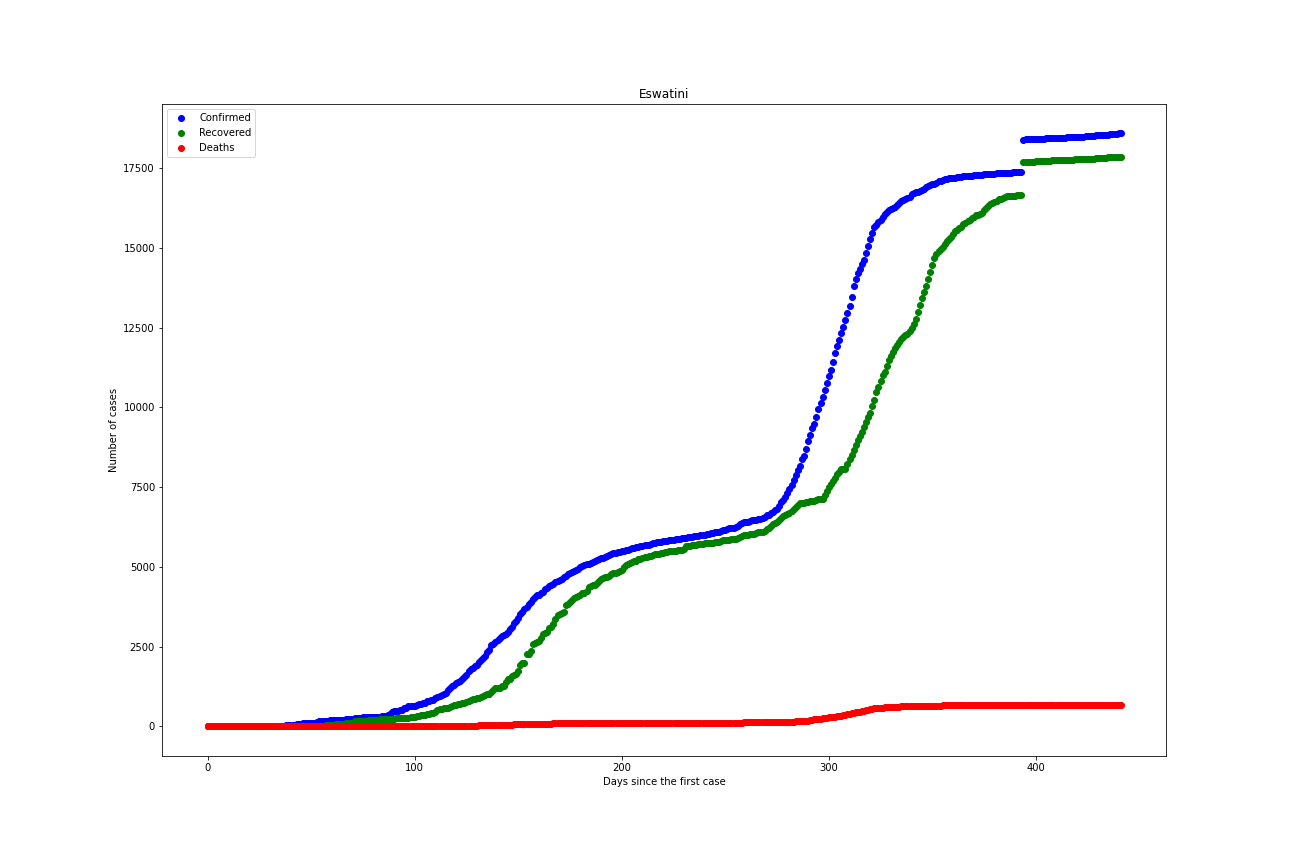 Eswatini
Confirmed
Recovered
Deaths
17500
15000
12500
10000
7500
5000
2500
0
Number of cases
0 100 200 300 400
Days since the first case